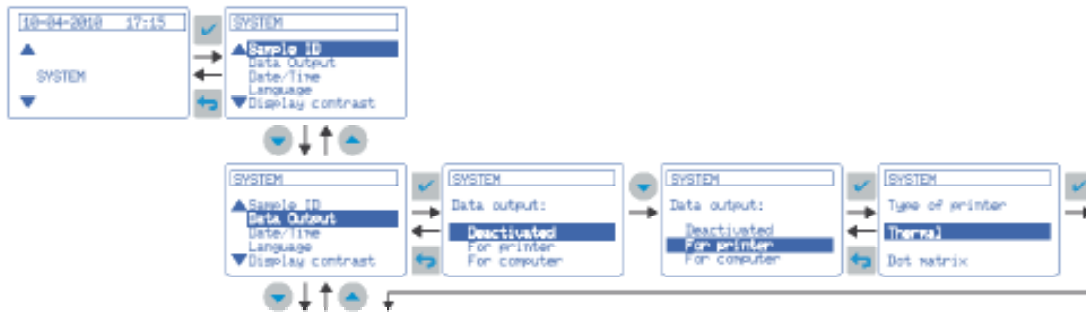 10-04-2010 17:15
SYSTEM
SYSTEM
Sample ID
Data Output
Date/Time
Language
Display contrast
SYSTEM
Sample ID
Data Output
Date/Time
Language
Display contrast
SYSTEM
Data output:
Deactivated
For printer
For computer
SYSTEM
Data output:
Deactivated
For printer
For computer
SYSTEM
Type of printer
Thermal
Dot matrix